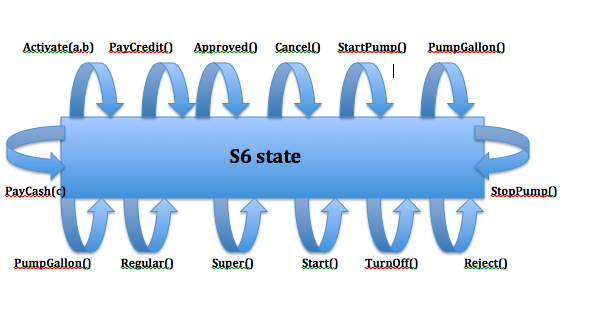 Activate(a,b) PayCredit() Approved() Cancel() StartPump() PumpGallon()
S6 state
PayCash(c) StopPump()
PumpGallon() Regular() Super() Start() TurnOff() Reject()